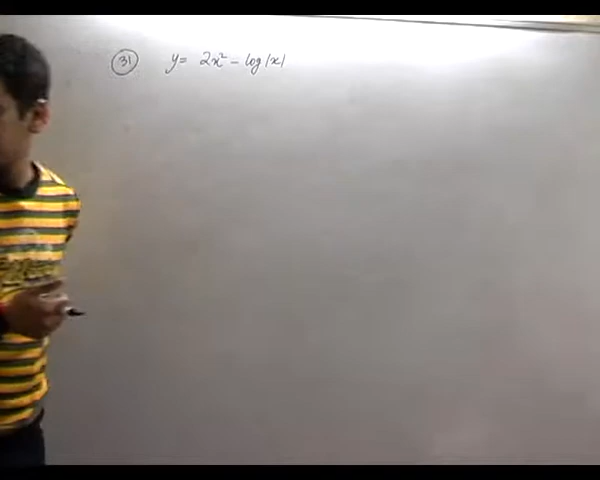 31 y = 2x² - log|x|